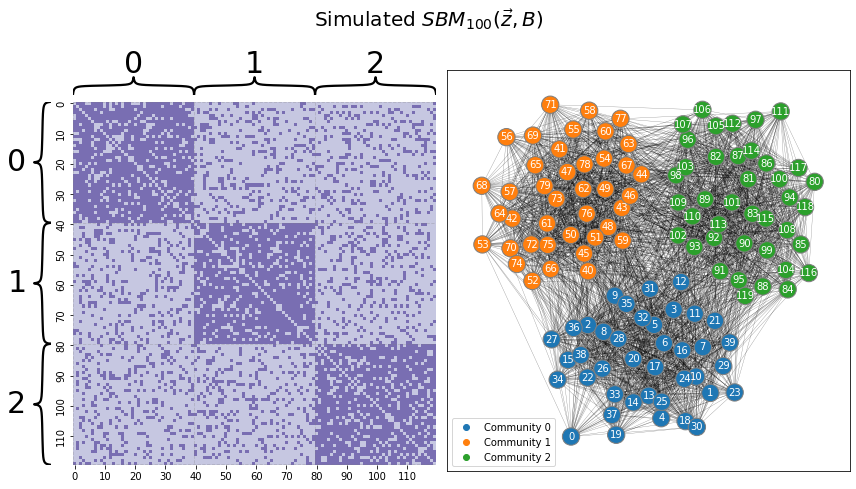 Simulated SBM₁₀₀(z⃗, B)
0 1 2
0
1
2
0
10
20
30
40
50
60
70
80
90
100
110
0 10 20 30 40 50 60 70 80 90 100 110
106 111
71 58 107 105 112 97
77
56 69 55 60 96
41 54 63 82 87 114 86 117
65 47 78 67 44 98 103 81 100 80
68 57 79 62 49 46 109 89 101 94 118
64 42 73 76 43 110 83 115
61 48 113 108
53 70 72 75 50 51 59 102 93 92 90 99 85
74 66 45 40 91 104 116
52 12 95 88 84
9 35 31 119
36 2 8 32 5 3 11 21
27 28 6 16 7 39
15 38 20 17 29
34 22 26 24 10
33 14 13 25 1 23
37 4 18 30
0 19
Community 0
Community 1
Community 2